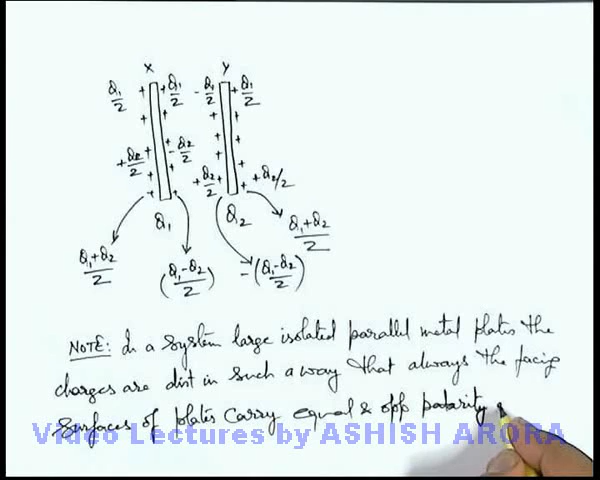 X Y
Q1/2 + + Q1/2 - Q1/2 + Q1/2
+Q2/2 - Q2/2 + Q2/2 + Q2/2
Q1 Q2
Q1+Q2/2 (Q1-Q2/2) -(Q1-Q2/2) Q1+Q2/2
NOTE: In a system large isolated parallel metal plates the
charges are dist in such a way that always the facing
surfaces of plates carry equal & opp polarity
Video Lectures by ASHISH ARORA